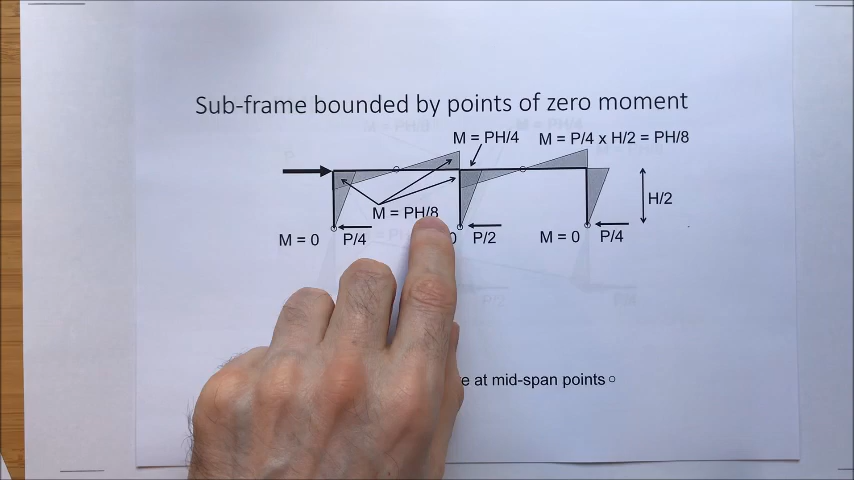 Sub-frame bounded by points of zero moment
M = PH/4
M = P/4 x H/2 = PH/8
H/2
M = PH/8
M = 0
P/4
0
P/2
M = 0
P/4
e at mid-span points